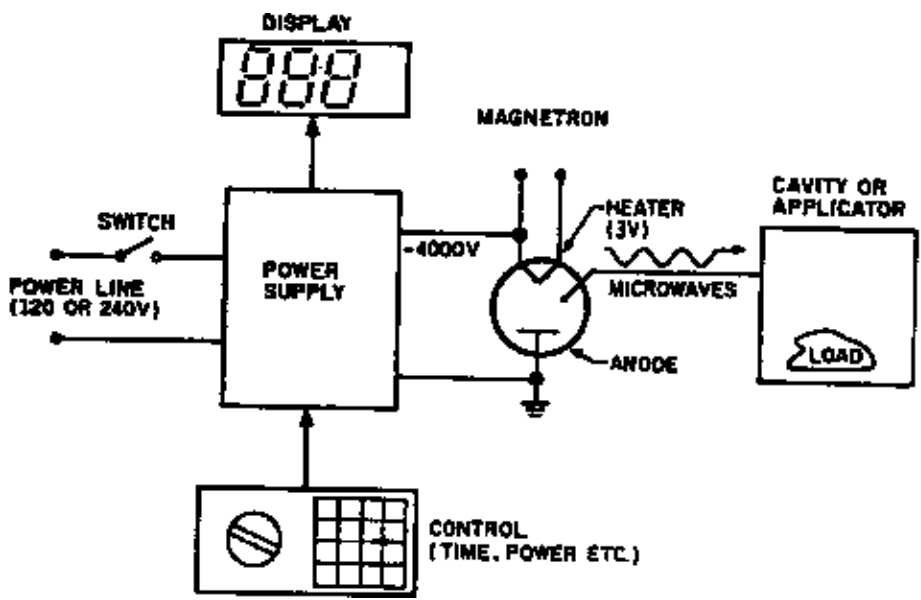 DISPLAY
888
MAGNETRON
CAVITY OR
APPLICATOR
SWITCH
HEATER
(3V)
-4000V
POWER LINE
(120 OR 240V)
POWER
SUPPLY
MICROWAVES
LOAD
ANODE
CONTROL
(TIME, POWER ETC.)